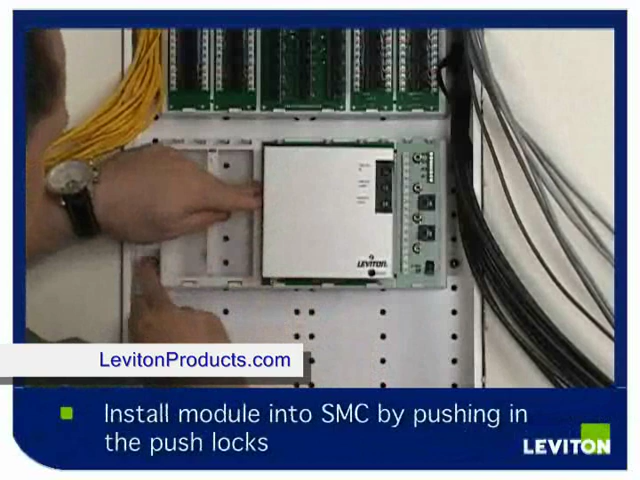 LEVITON
LevitonProducts.com
Install module into SMC by pushing in
the push locks
LEVITON